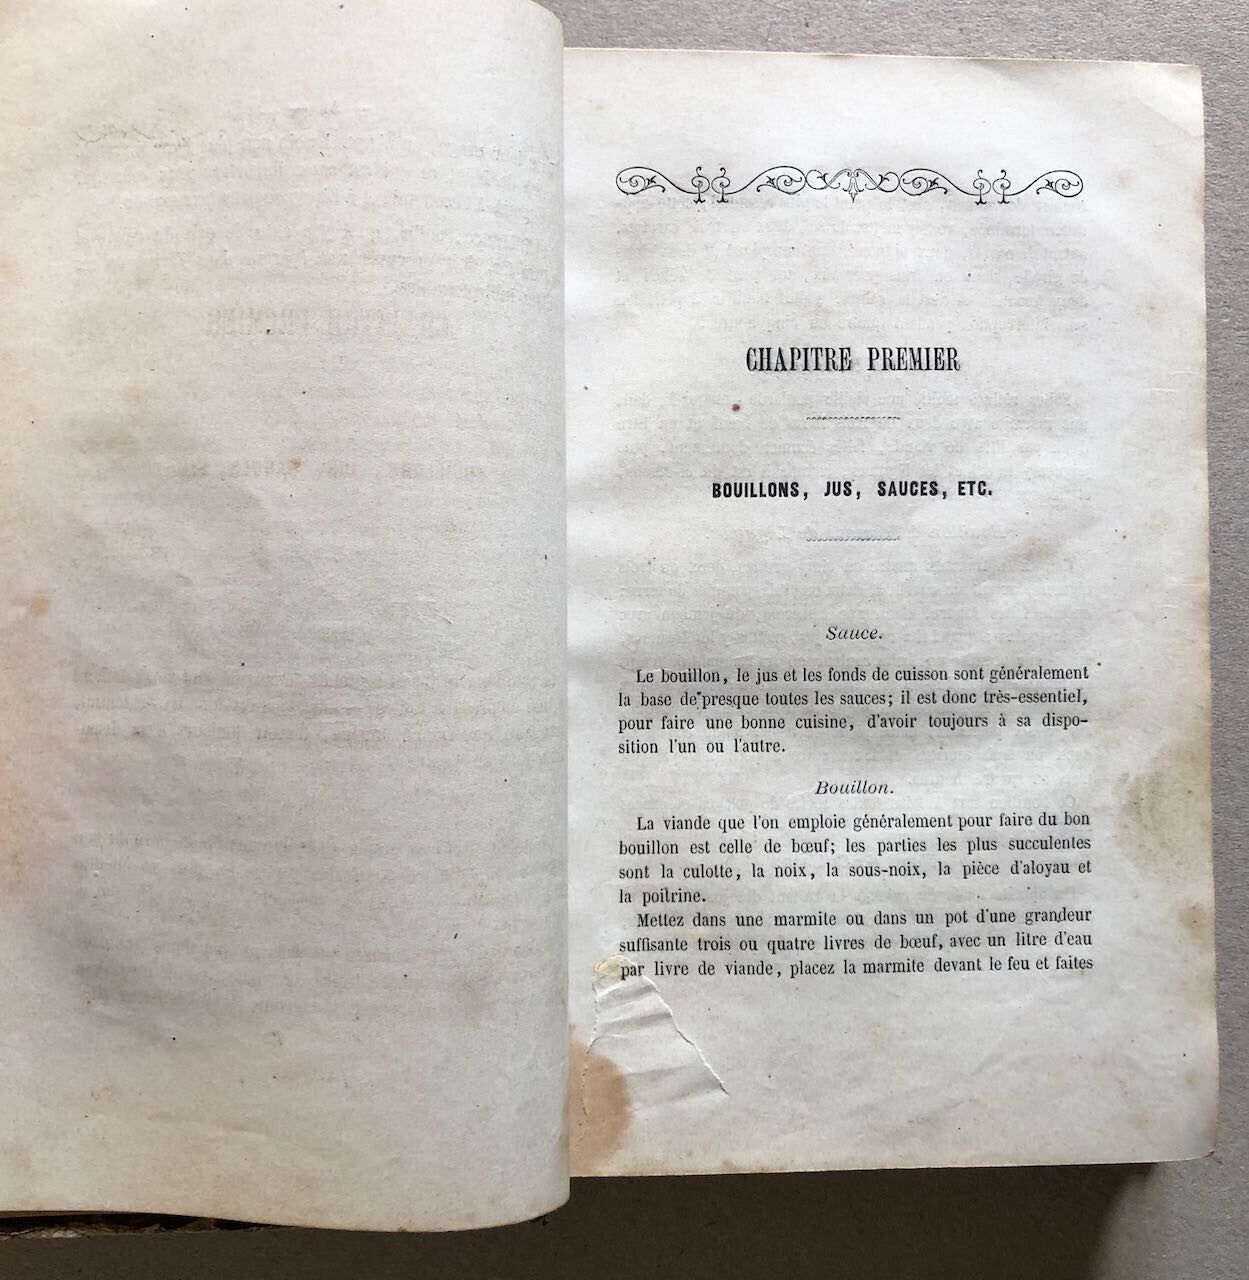 CHAPITRE PREMIER
BOUILLONS, JUS, SAUCES, ETC.
Sauce.
Le bouillon, le jus et les fonds de cuisson sont généralement
la base de presque toutes les sauces; il est donc très-essentiel,
pour faire une bonne cuisine, d'avoir toujours à sa dispo-
sition l'un ou l'autre.
Bouillon.
La viande que l'on emploie généralement pour faire du bon
bouillon est celle de bœuf; les parties les plus succulentes
sont la culotte, la noix, la sous-noix, la pièce d'aloyau et
la poitrine.
Mettez dans une marmite ou dans un pot d'une grandeur
suffisante trois ou quatre livres de bœuf, avec un litre d'eau
par livre de viande, placez la marmite devant le feu et faites